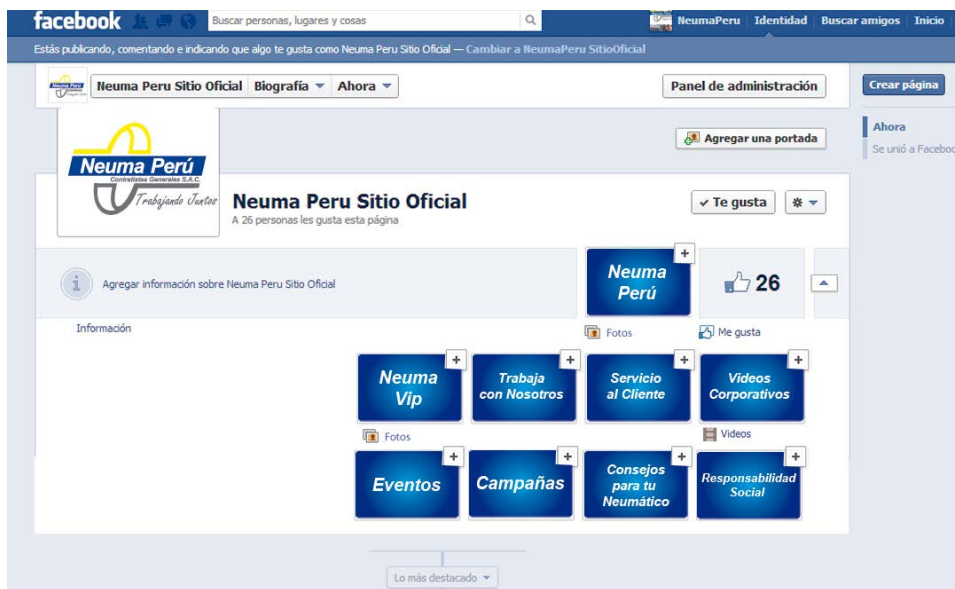 facebook
Buscar personas, lugares y cosas
NeumaPeru Identidad Buscar amigos Inicio
Estás publicando, comentando e indicando que algo te gusta como Neuma Peru Sitio Oficial — Cambiar a NeumaPeru SitioOficial
Neuma Peru Sitio Oficial Biografía Ahora
Panel de administración
Crear página
Ahora
Se unió a Faceboo
Agregar una portada
Neuma Perú
Contratistas Generales S.A.C.
Trabajando Juntos
Neuma Peru Sitio Oficial
A 26 personas les gusta esta página
Te gusta
Agregar información sobre Neuma Peru Sitio Oficial
Neuma
Perú
26
Información
Fotos
Me gusta
Neuma
Vip
Trabaja
con Nosotros
Servicio
al Cliente
Videos
Corporativos
Fotos
Videos
Eventos
Campañas
Consejos
para tu
Neumático
Responsabilidad
Social
Lo más destacado